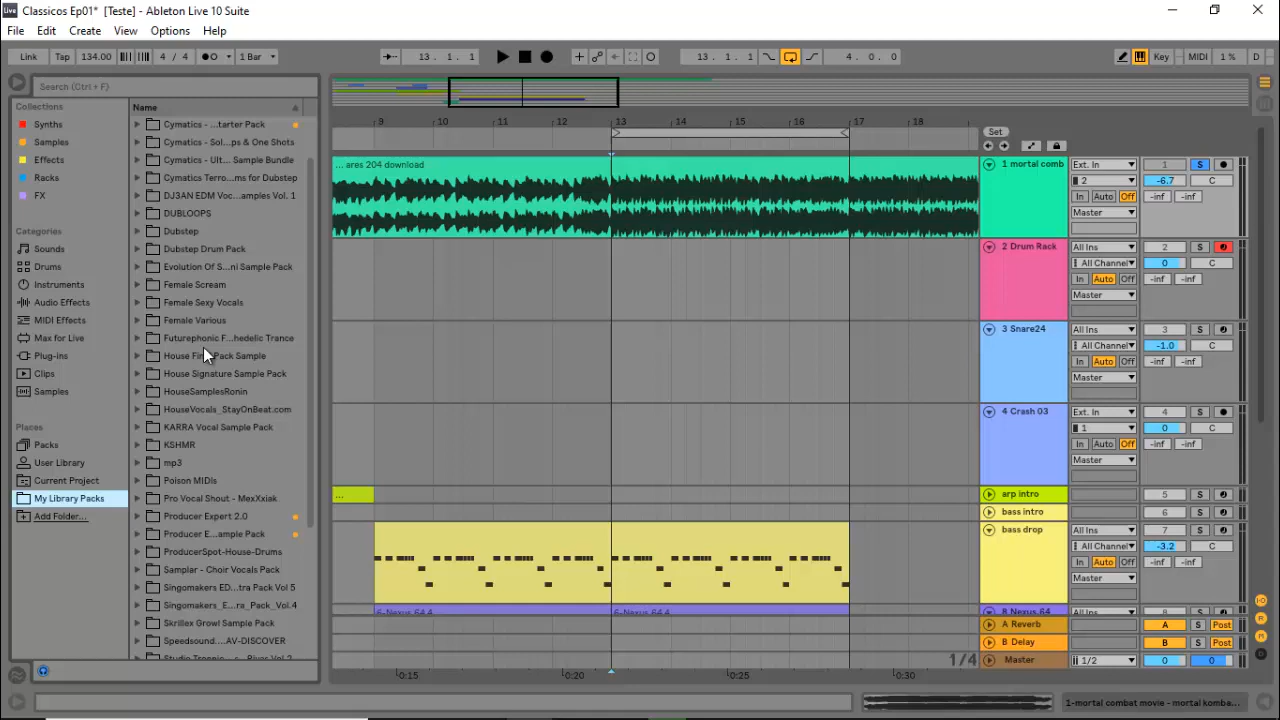 Live Classicos Ep01* [Teste] - Ableton Live 10 Suite
File Edit Create View Options Help
Link Tap 134.00 4 / 4 1 Bar 13. 1. 1 13. 1. 1 4. 0. 0 Key MIDI 1 % D
Search (Ctrl + F)
Collections
Synths
Samples
Effects
Racks
FX
Categories
Sounds
Drums
Instruments
Audio Effects
MIDI Effects
Max for Live
Plug-ins
Clips
Samples
Places
Packs
User Library
Current Project
My Library Packs
Add Folder...
Name
Cymatics - ...tarter Pack
Cymatics - Sol...ps & One Shots
Cymatics - Ult... Sample Bundle
Cymatics Terro...ms for Dubstep
DJ3AN EDM Voc...amples Vol. 1
DUBLOOPS
Dubstep
Dubstep Drum Pack
Evolution Of S...ni Sample Pack
Female Scream
Female Sexy Vocals
Female Various
Futurephonic F...hedelic Trance
Pack Sample
House Signature Sample Pack
HouseSamplesRonin
HouseVocals_StayOnBeat.com
KARRA Vocal Sample Pack
KSHMR
mp3
Poison MIDIs
Pro Vocal Shout - MexXxiak
Producer Expert 2.0
Producer E...ample Pack
ProducerSpot-House-Drums
Samplar - Choir Vocals Pack
Singomakers ED...tra Pack Vol 5
Singomakers_E...ra_Pack_Vol.4
Skrillex Growl Sample Pack
Speedsound....AV-DISCOVER
9 10 11 12 13 14 15 16 17 18
Set
... ares 204 download
1 mortal comb Ext. In 1 S
2 -6.7 C
In Auto Off -inf -inf
Master
2 Drum Rack All Ins 2 S
All Channel 0 C
In Auto Off -inf -inf
Master
3 Snare24 All Ins 3 S
All Channel -1.0 C
In Auto Off -inf -inf
Master
4 Crash 03 Ext. In 4 S
1 0 C
In Auto Off -inf -inf
Master
... arp intro 5 S
bass intro 6 S
bass drop All Ins 7 S
All Channel -3.2 C
In Auto Off -inf -inf
Master
6-Nexus 64 4 6-Nexus 64 4 8 Nexus 64 All Ins 8 S
A Reverb A S Post
B Delay B S Post
1/4 Master 1/2 0 0
0:15 0:20 0:25 0:30
1-mortal combat movie - mortal komba...